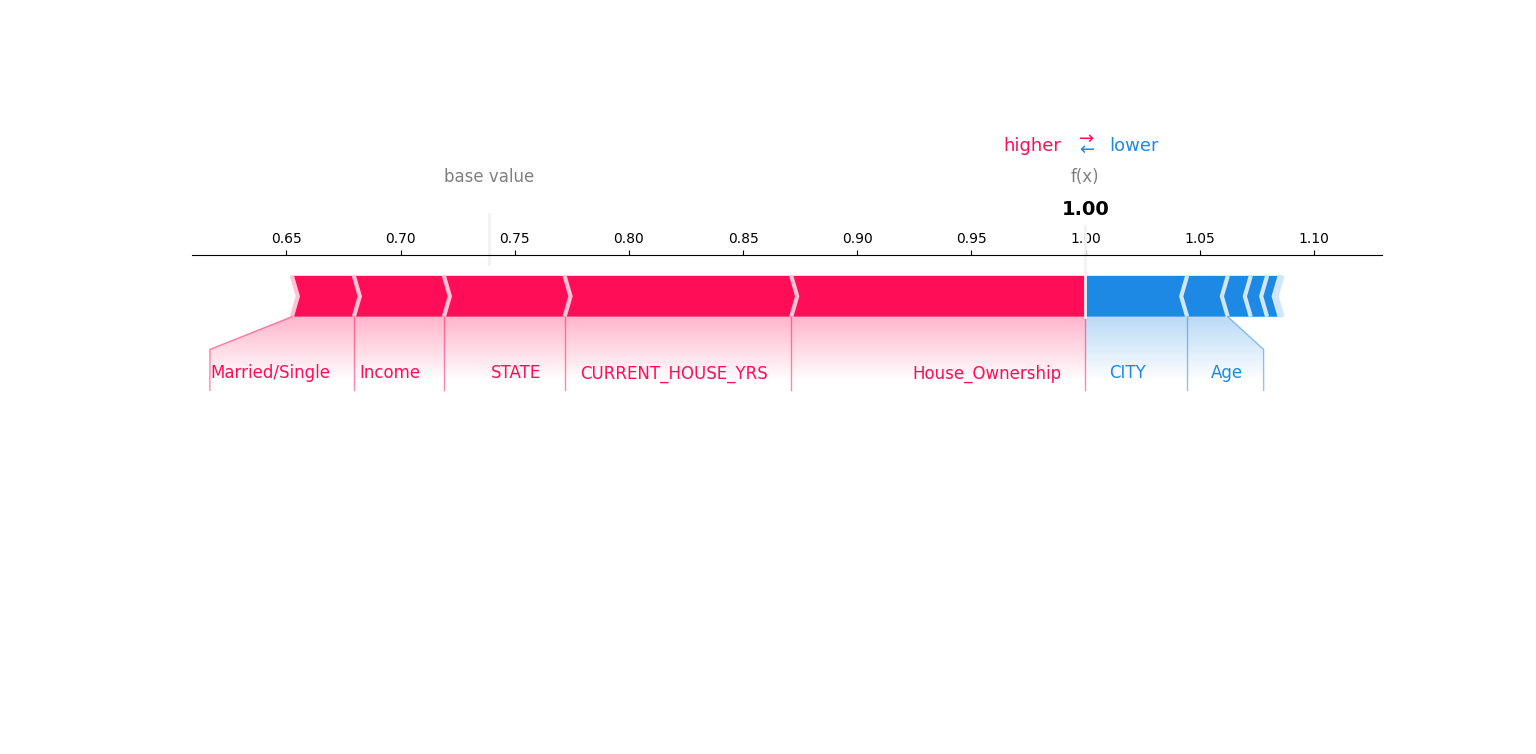 higher ⇄ lower
base value f(x)
1.00
0.65 0.70 0.75 0.80 0.85 0.90 0.95 1.00 1.05 1.10
Married/Single Income STATE CURRENT_HOUSE_YRS House_Ownership CITY Age